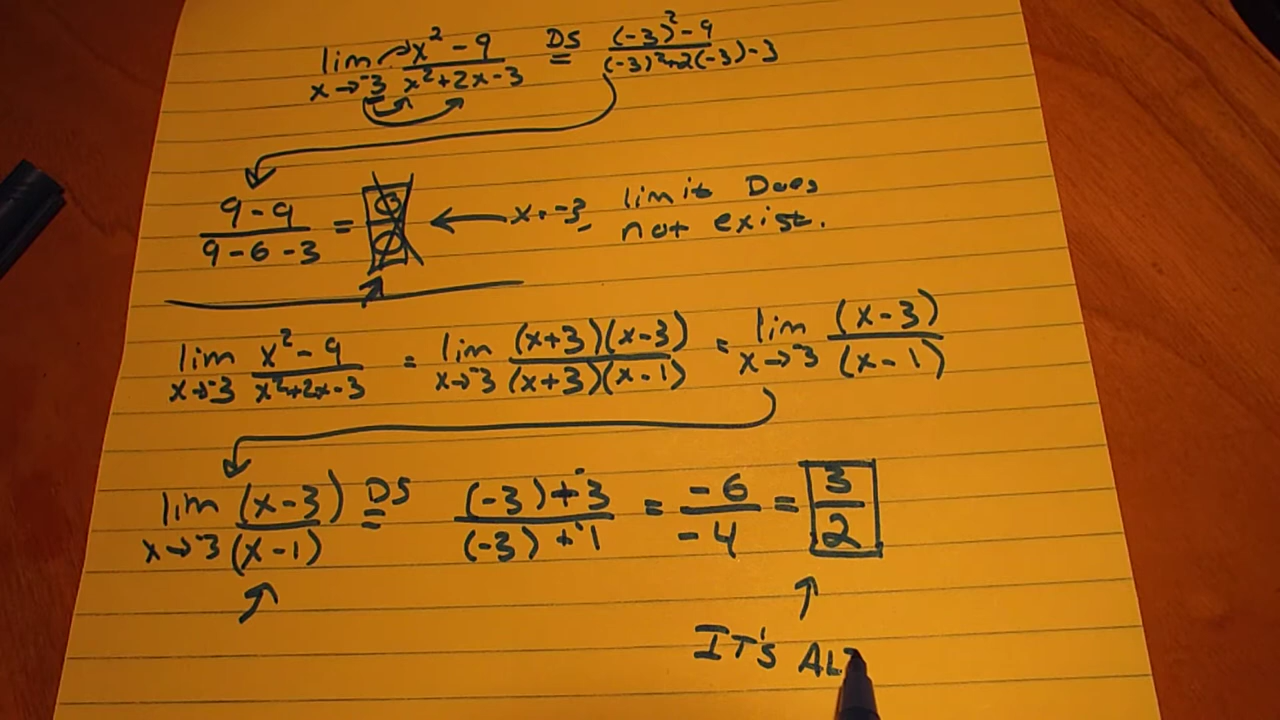 lim x→-3 (x² - 9)/(x² + 2x - 3) DS= ((-3)² - 9)/((-3)² + 2(-3) - 3)
(9 - 9)/(9 - 6 - 3) = 0/0 ← x = -3, limit Does
not exist.
lim x→-3 (x² - 9)/(x² + 2x - 3) = lim x→-3 ((x+3)(x-3))/((x+3)(x-1)) = lim x→-3 (x-3)/(x-1)
lim x→-3 (x-3)/(x-1) DS= ((-3) + -3)/((-3) + -1) = -6/-4 = 3/2
IT's